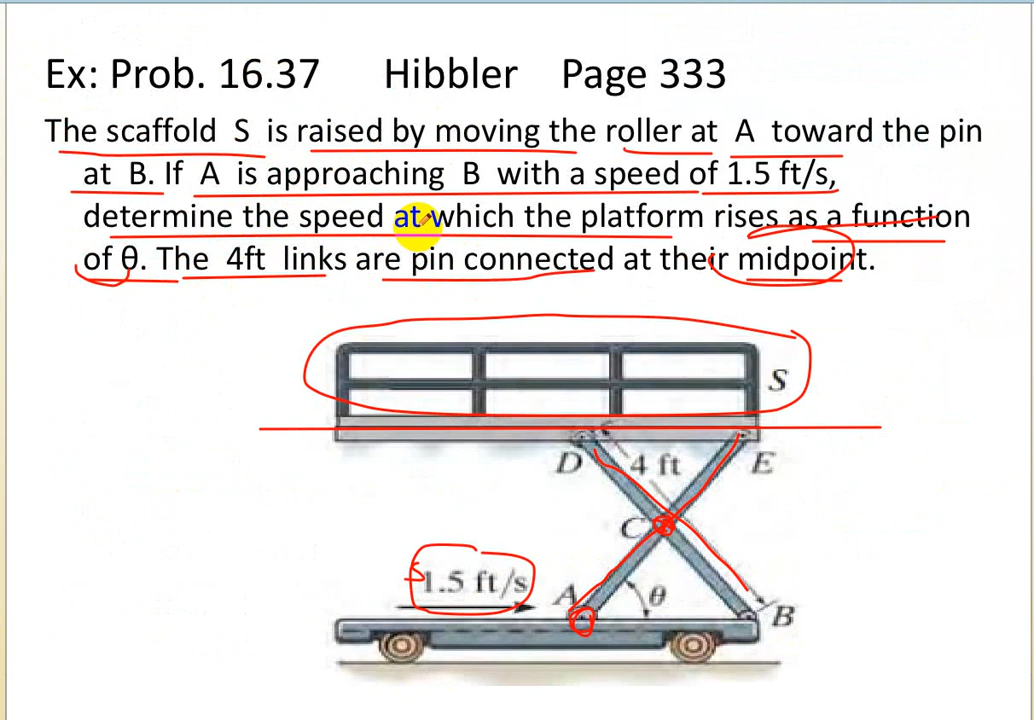 Ex: Prob. 16.37 Hibbler Page 333
The scaffold S is raised by moving the roller at A toward the pin
at B. If A is approaching B with a speed of 1.5 ft/s,
determine the speed at which the platform rises as a function
of θ. The 4ft links are pin connected at their midpoint.
S
D 4 ft E
C
1.5 ft/s A θ B